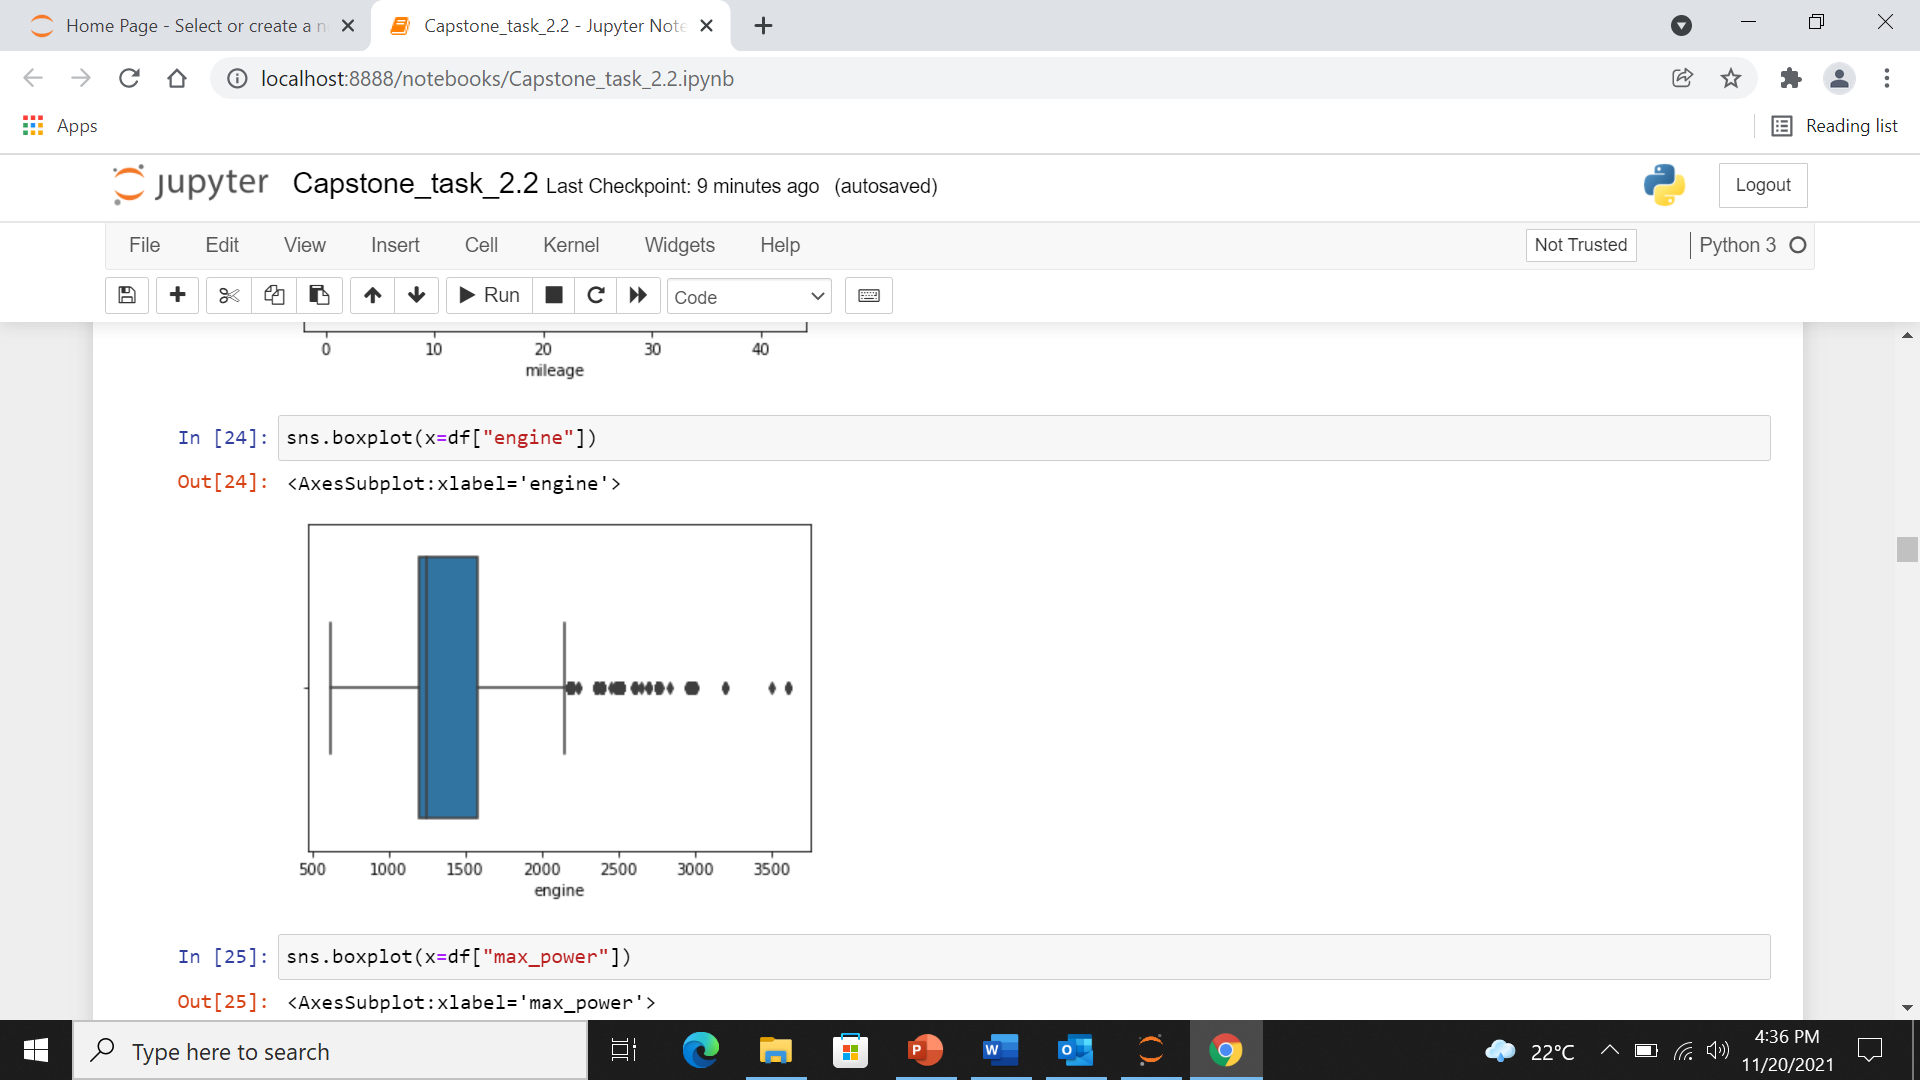 Home Page - Select or create a n
Capstone_task_2.2 - Jupyter Note
localhost:8888/notebooks/Capstone_task_2.2.ipynb
Apps
Reading list
jupyter Capstone_task_2.2 Last Checkpoint: 9 minutes ago (autosaved)
Logout
File Edit View Insert Cell Kernel Widgets Help
Not Trusted
Python 3
Run
Code
0 10 20 30 40
mileage
In [24]: sns.boxplot(x=df["engine"])
Out[24]: <AxesSubplot:xlabel='engine'>
500 1000 1500 2000 2500 3000 3500
engine
In [25]: sns.boxplot(x=df["max_power"])
Out[25]: <AxesSubplot:xlabel='max_power'>
Type here to search
22°C
4:36 PM
11/20/2021